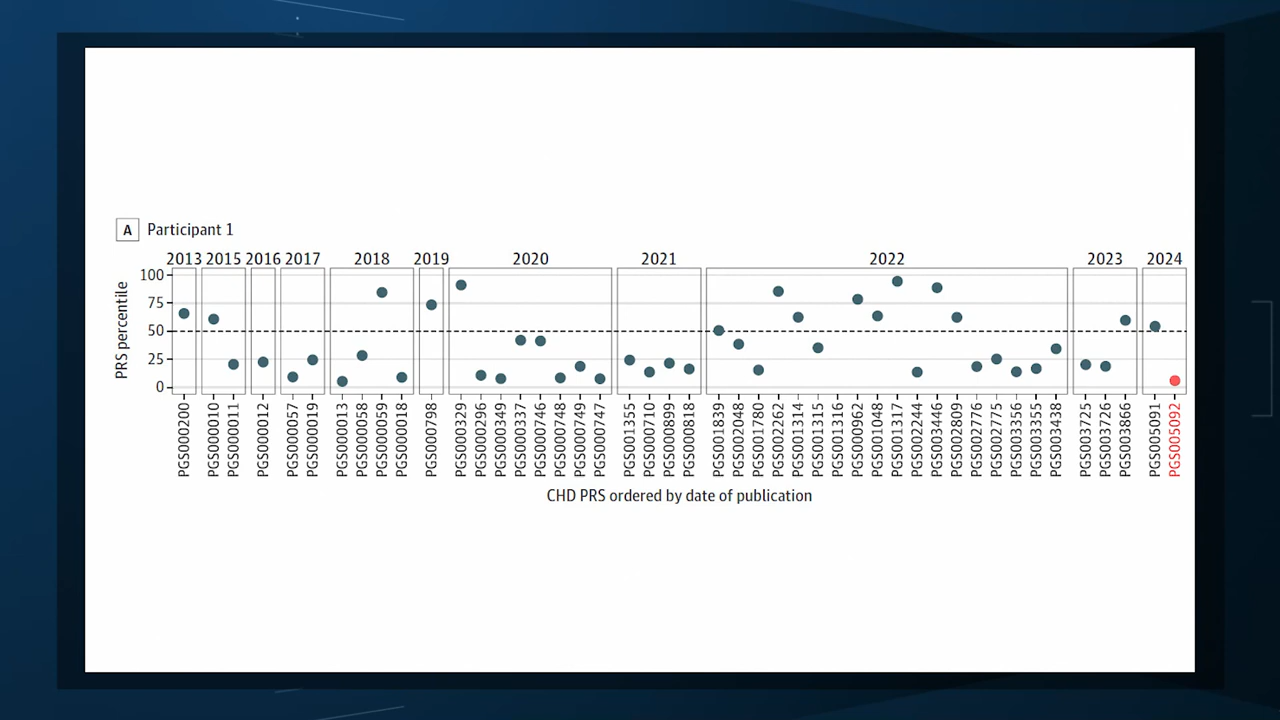 A Participant 1
2013 2015 2016 2017 2018 2019 2020 2021 2022 2023 2024
PRS percentile
100
75
50
25
0
PGS000200
PGS000010
PGS000011
PGS000012
PGS000057
PGS000019
PGS000013
PGS000058
PGS000059
PGS000018
PGS000798
PGS003329
PGS000296
PGS000349
PGS000337
PGS000746
PGS000748
PGS000749
PGS000747
PGS001355
PGS000710
PGS000899
PGS000818
PGS001839
PGS002048
PGS001780
PGS002262
PGS001314
PGS001315
PGS001316
PGS000962
PGS001048
PGS001317
PGS002244
PGS003446
PGS002809
PGS002776
PGS002775
PGS003356
PGS003355
PGS003438
PGS003725
PGS003726
PGS003866
PGS005091
PGS005092
CHD PRS ordered by date of publication